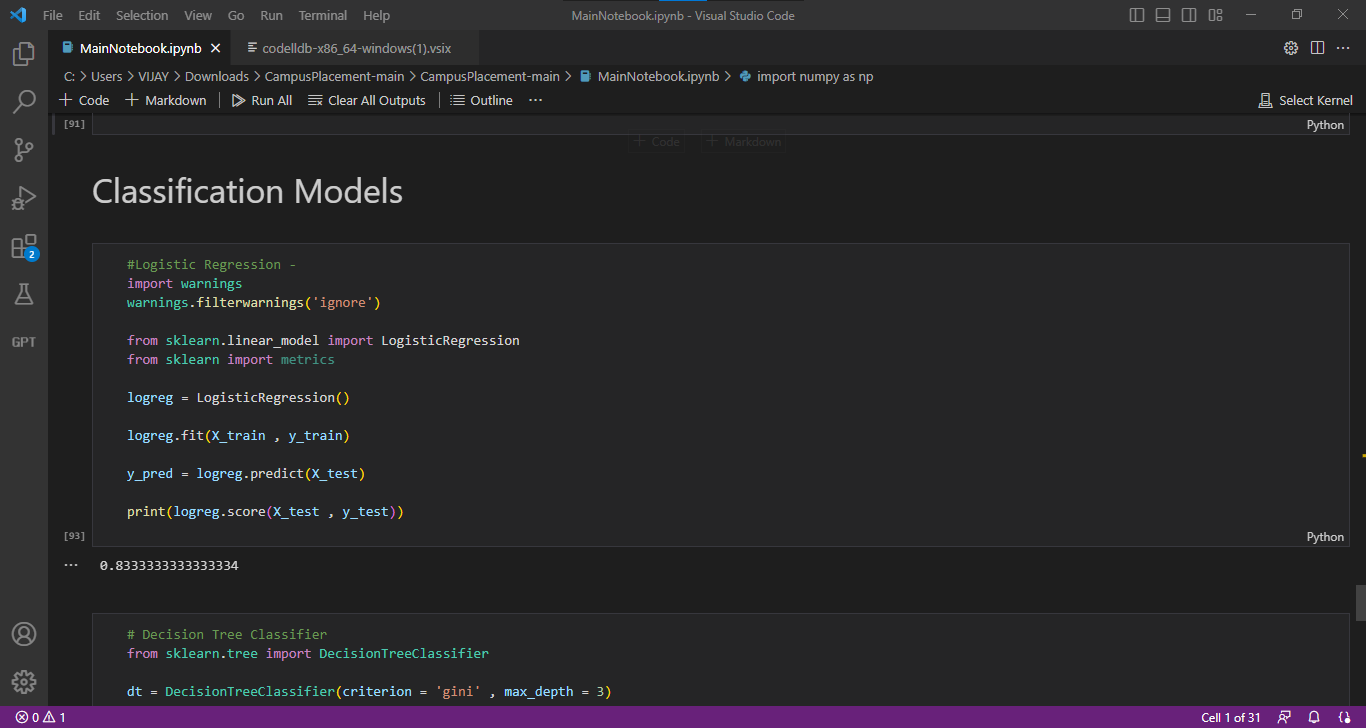 File Edit Selection View Go Run Terminal Help MainNotebook.ipynb - Visual Studio Code
MainNotebook.ipynb codelldb-x86_64-windows(1).vsix
C: > Users > VIJAY > Downloads > CampusPlacement-main > CampusPlacement-main > MainNotebook.ipynb > import numpy as np
+ Code + Markdown Run All Clear All Outputs Outline ... Select Kernel
[91] Python
+ Code + Markdown
Classification Models
#Logistic Regression -
import warnings
warnings.filterwarnings('ignore')
from sklearn.linear_model import LogisticRegression
from sklearn import metrics
logreg = LogisticRegression()
logreg.fit(X_train , y_train)
y_pred = logreg.predict(X_test)
print(logreg.score(X_test , y_test))
[93] Python
... 0.8333333333333334
# Decision Tree Classifier
from sklearn.tree import DecisionTreeClassifier
dt = DecisionTreeClassifier(criterion = 'gini' , max_depth = 3)
2
GPT
0 1 Cell 1 of 31